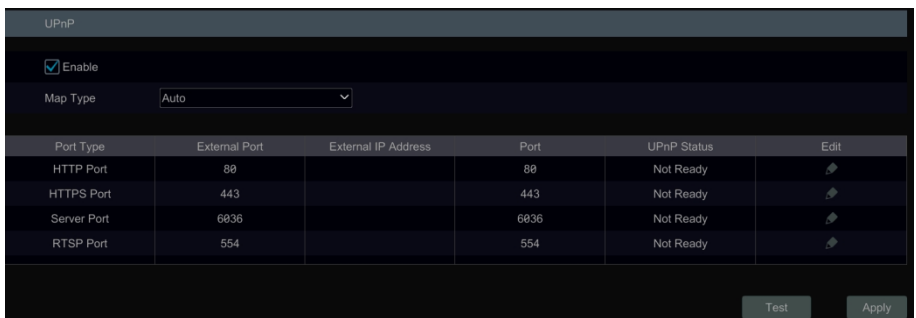 UPnP
Enable
Map Type Auto
Port Type External Port External IP Address Port UPnP Status Edit
HTTP Port 80 80 Not Ready
HTTPS Port 443 443 Not Ready
Server Port 6036 6036 Not Ready
RTSP Port 554 554 Not Ready
Test Apply